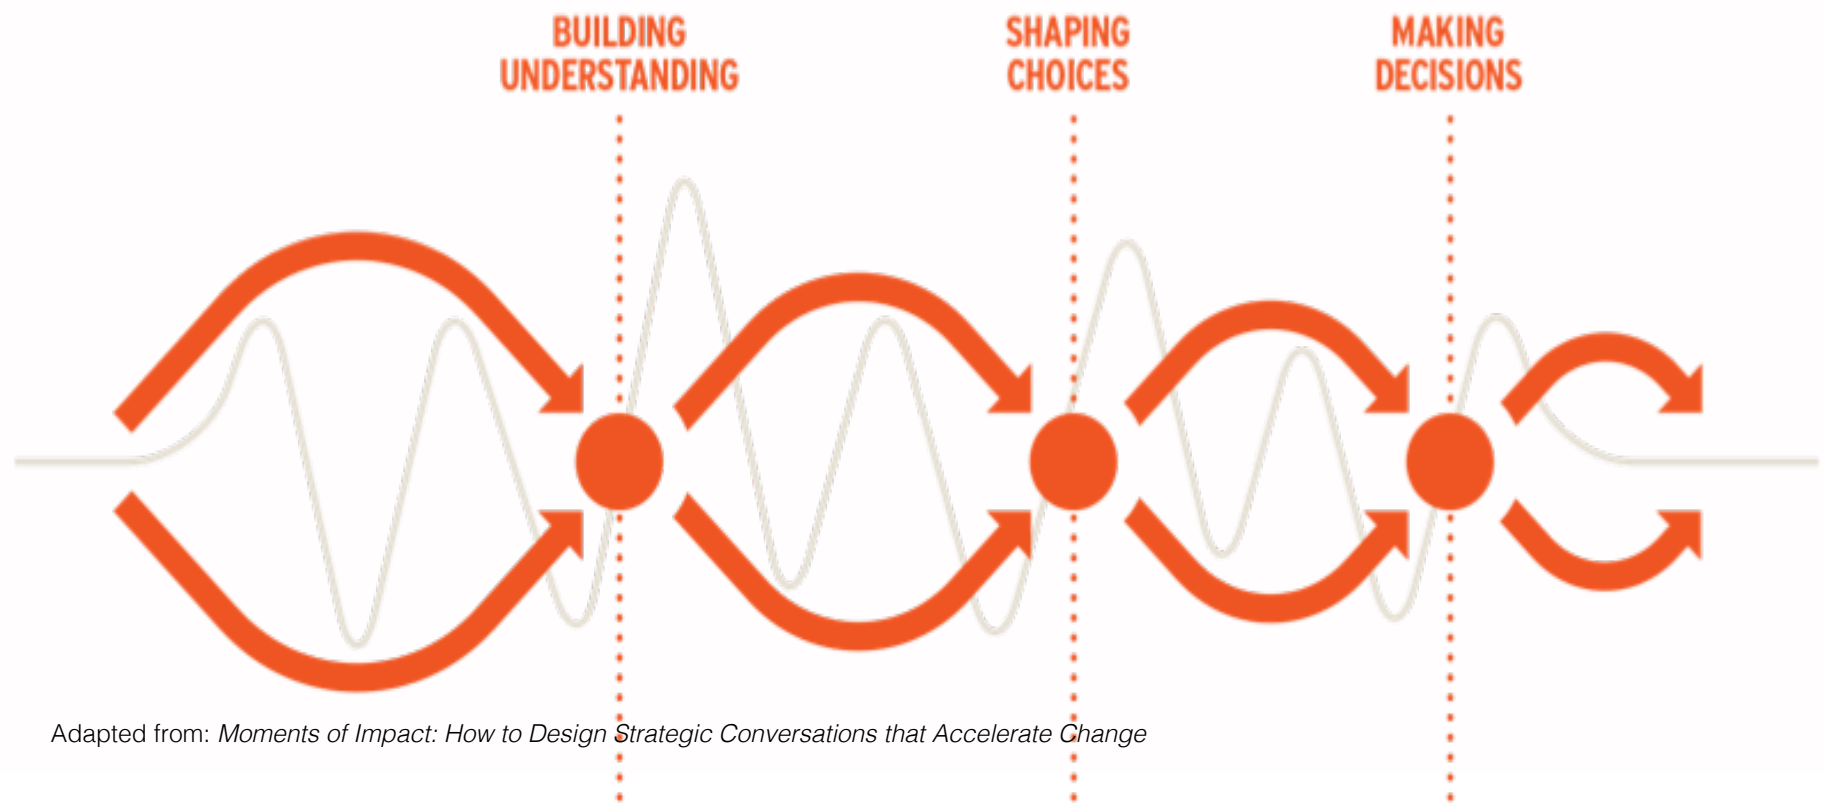 BUILDING
UNDERSTANDING
SHAPING
CHOICES
MAKING
DECISIONS
Adapted from: Moments of Impact: How to Design Strategic Conversations that Accelerate Change